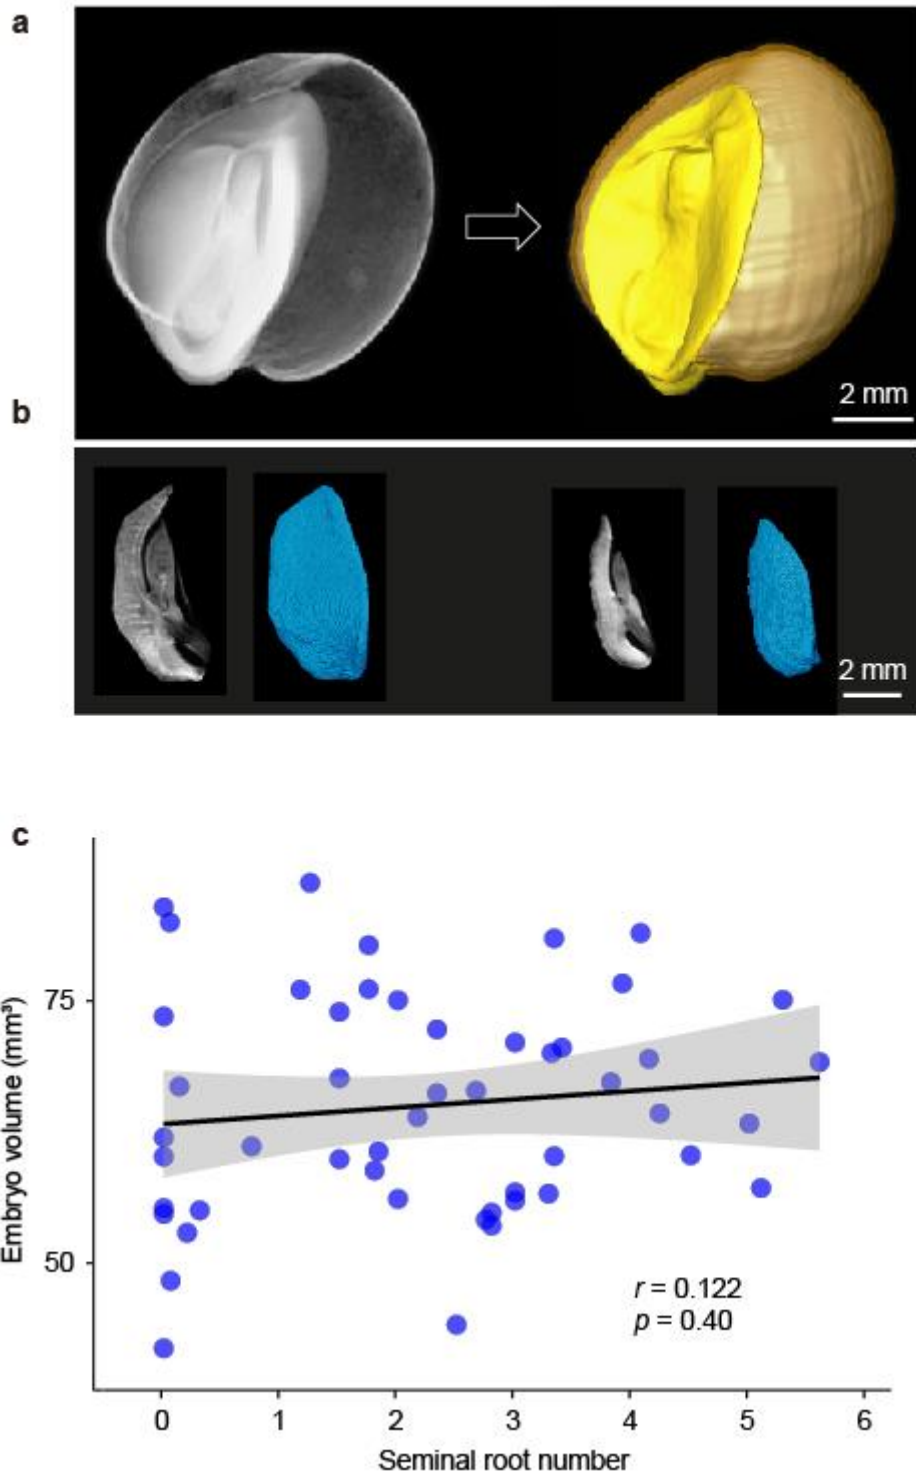 a
2 mm
b
2 mm
c
Embryo volume (mm³)
75
50
r = 0.122
p = 0.40
0 1 2 3 4 5 6
Seminal root number